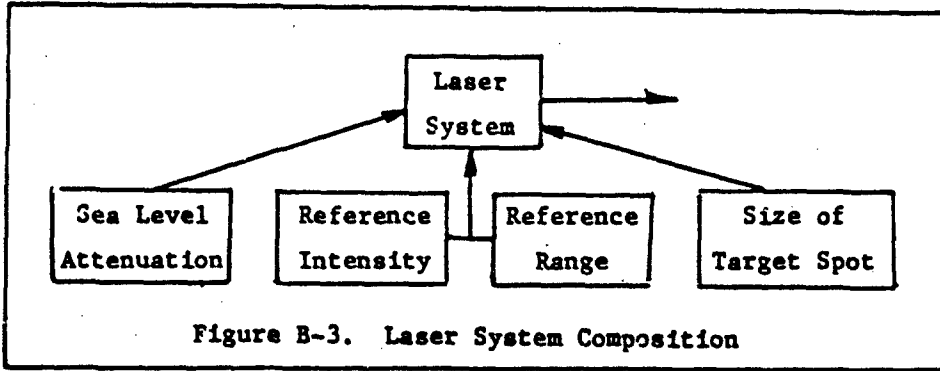 Laser
System
Sea Level
Attenuation
Reference
Intensity
Reference
Range
Size of
Target Spot
Figure B-3. Laser System Composition